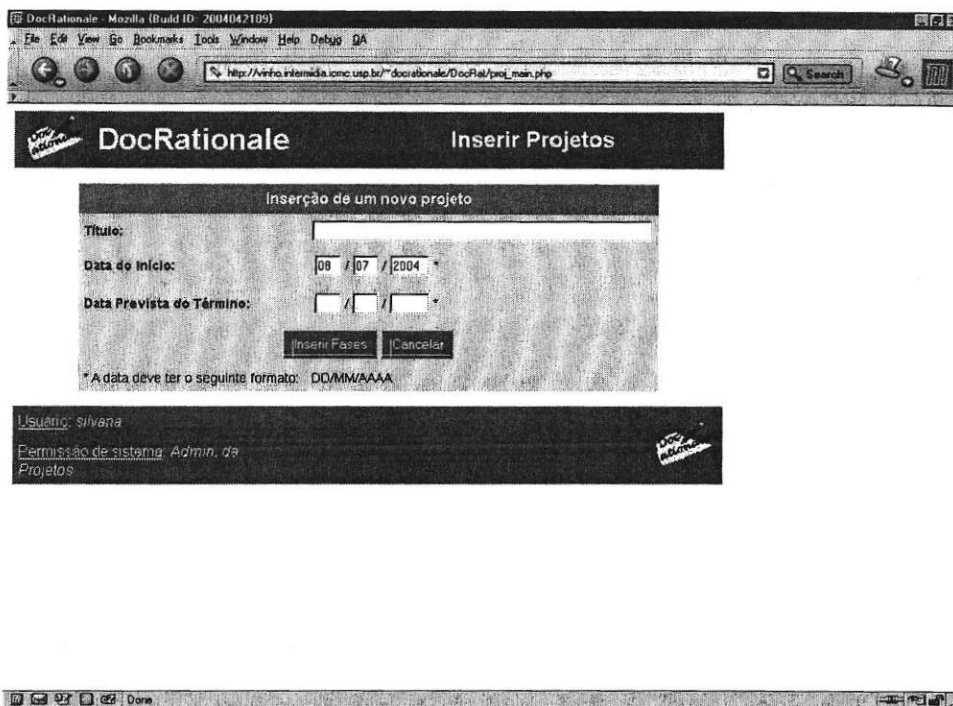 DocRationale - Mozilla {Build ID: 2004042109}
File Edit View Go Bookmarks Tools Window Help Debug QA
http://vinho.intermidia.icmc.usp.br/~docrationale/DocRat/proj_main.php Search
DocRationale Inserir Projetos
Inserção de um novo projeto
Título:
Data do Início: 08 / 07 / 2004 *
Data Prevista do Término: / / *
Inserir Fases Cancelar
* A data deve ter o seguinte formato: DD/MM/AAAA
Usuário: silvana
Permissão de sistema: Admin. de
Projetos
Done